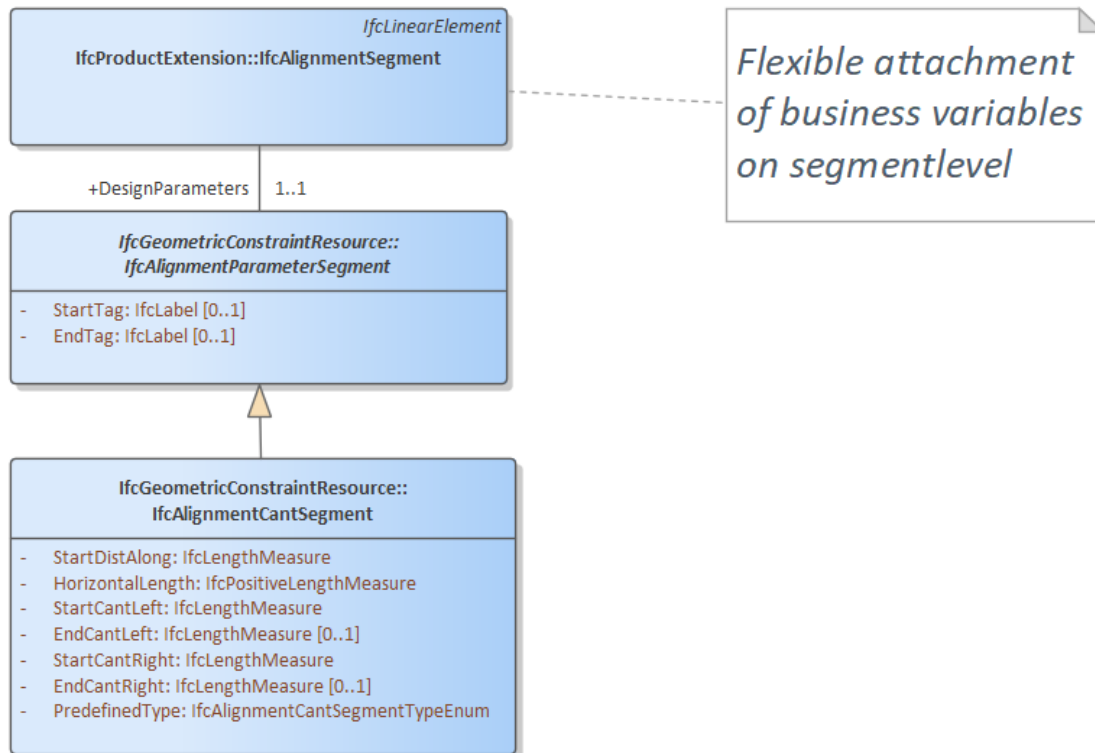 IfcLinearElement
IfcProductExtension::IfcAlignmentSegment
Flexible attachment
of business variables
on segmentlevel
+DesignParameters 1..1
IfcGeometricConstraintResource::
IfcAlignmentParameterSegment
- StartTag: IfcLabel [0..1]
- EndTag: IfcLabel [0..1]
IfcGeometricConstraintResource::
IfcAlignmentCantSegment
- StartDistAlong: IfcLengthMeasure
- HorizontalLength: IfcPositiveLengthMeasure
- StartCantLeft: IfcLengthMeasure
- EndCantLeft: IfcLengthMeasure [0..1]
- StartCantRight: IfcLengthMeasure
- EndCantRight: IfcLengthMeasure [0..1]
- PredefinedType: IfcAlignmentCantSegmentTypeEnum